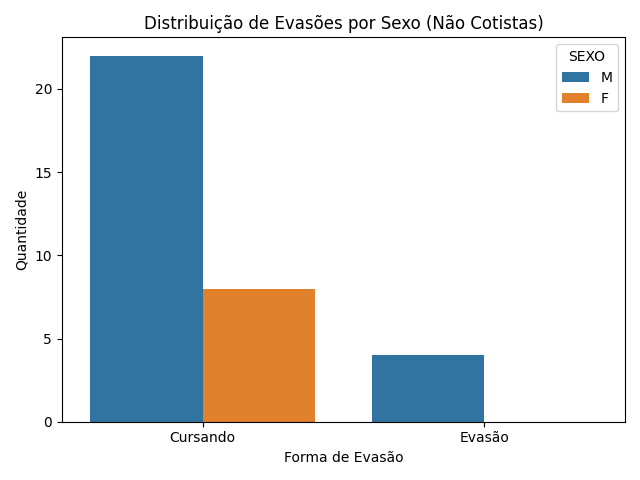 Distribuição de Evasões por Sexo (Não Cotistas)
SEXO
M
F
Quantidade
20
15
10
5
0
Cursando
Evasão
Forma de Evasão